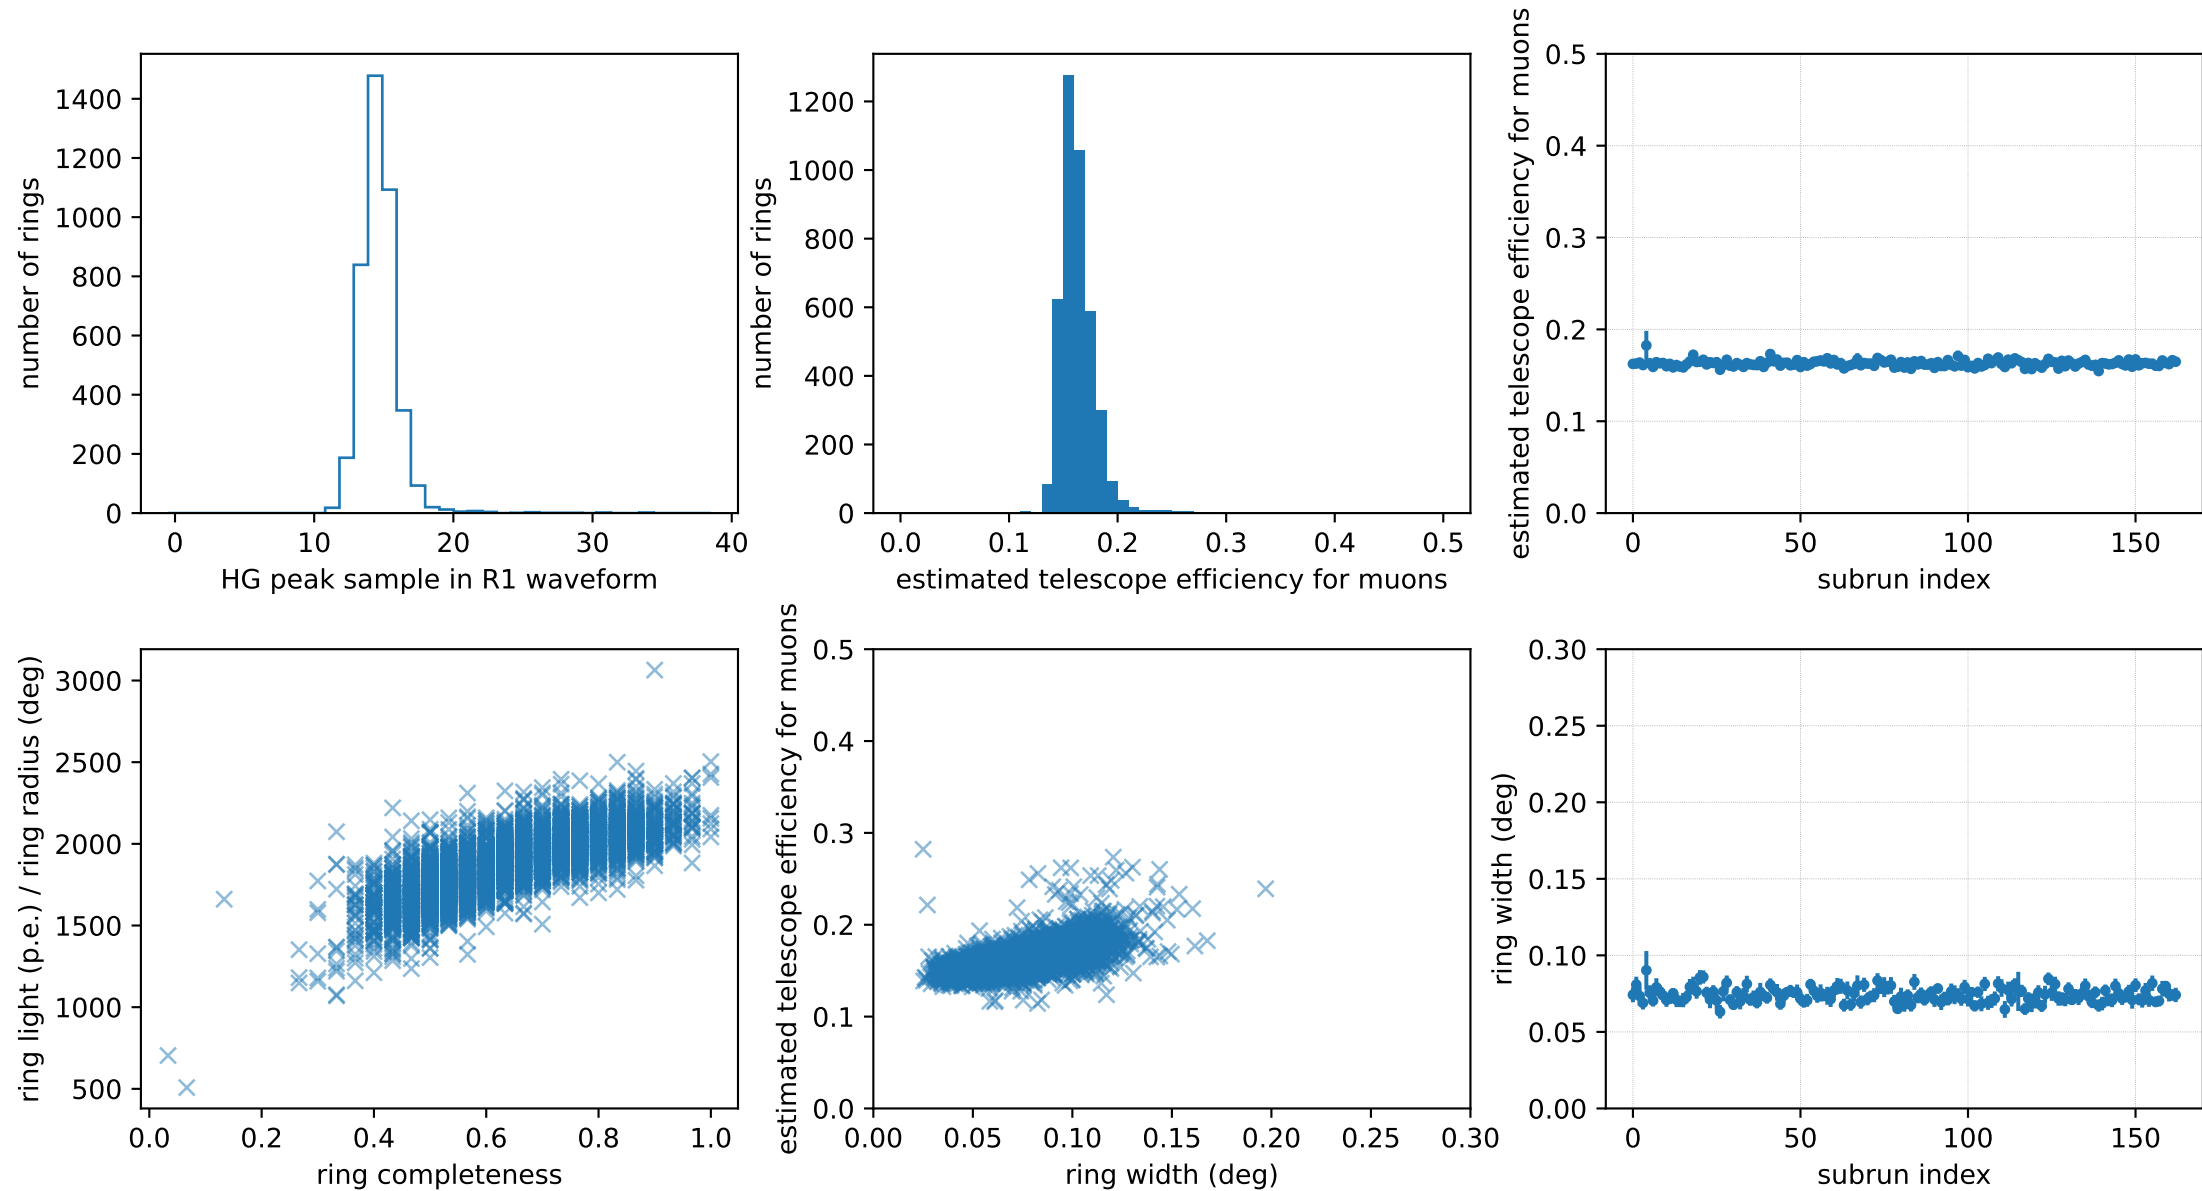 1400
1200
1000
800
600
400
200
0
number of rings
0 10 20 30 40
HG peak sample in R1 waveform
1200
1000
800
600
400
200
0
number of rings
0.0 0.1 0.2 0.3 0.4 0.5
estimated telescope efficiency for muons
0.5
0.4
0.3
0.2
0.1
0.0
estimated telescope efficiency for muons
0 50 100 150
subrun index
3000
2500
2000
1500
1000
500
ring light (p.e.) / ring radius (deg)
0.0 0.2 0.4 0.6 0.8 1.0
ring completeness
0.5
0.4
0.3
0.2
0.1
0.0
estimated telescope efficiency for muons
0.00 0.05 0.10 0.15 0.20 0.25 0.30
ring width (deg)
0.30
0.25
0.20
0.15
0.10
0.05
0.00
ring width (deg)
0 50 100 150
subrun index